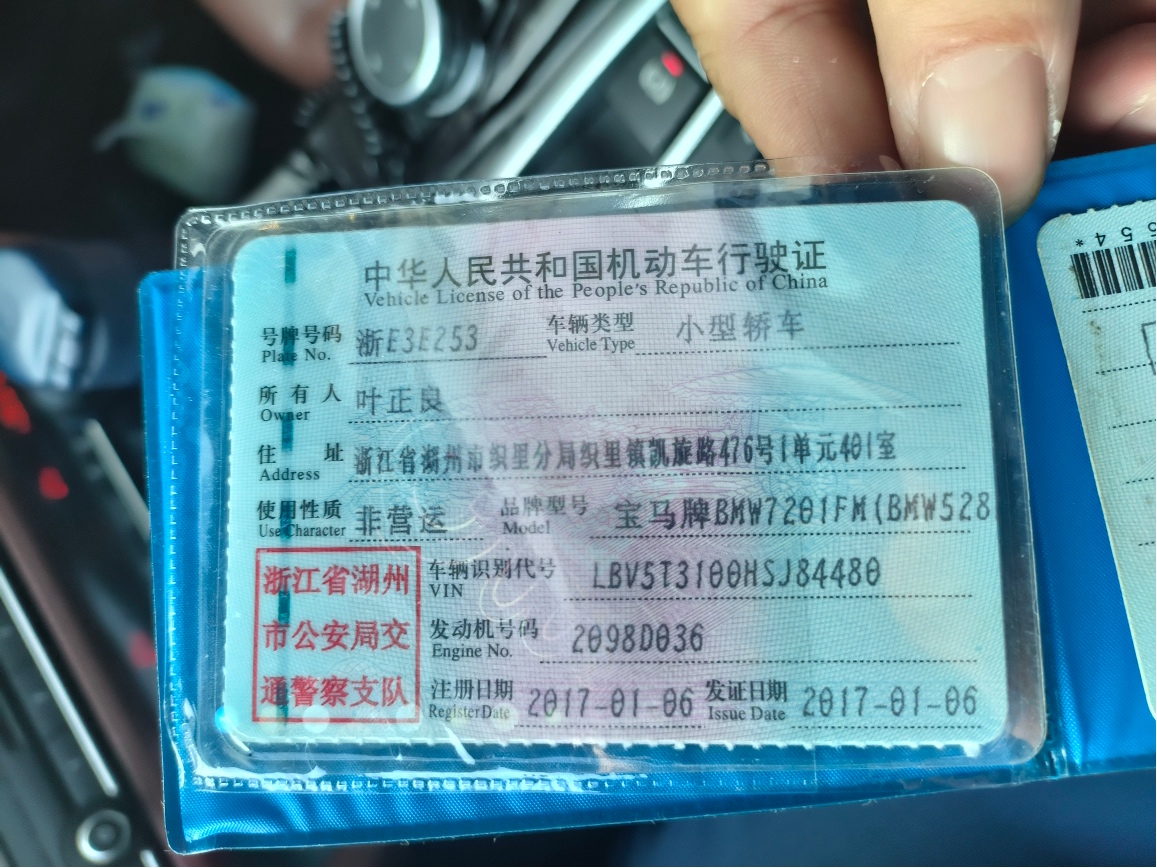 中华人民共和国机动车行驶证
Vehicle License of the People's Republic of China
号牌号码 浙E3E253 车辆类型 小型轿车
Plate No. Vehicle Type
所有人 叶正良
Owner
住址 浙江省湖州市织里分局织里镇凯旋路476号1单元401室
Address
使用性质 非营运 品牌型号 宝马牌BMW7201FM(BMW528
Use Character Model
浙江省湖州
市公安局交
通警察支队
车辆识别代号 LBV5T3100HSJ84480
VIN
发动机号码 2098D036
Engine No.
注册日期 2017-01-06 发证日期 2017-01-06
Register Date Issue Date